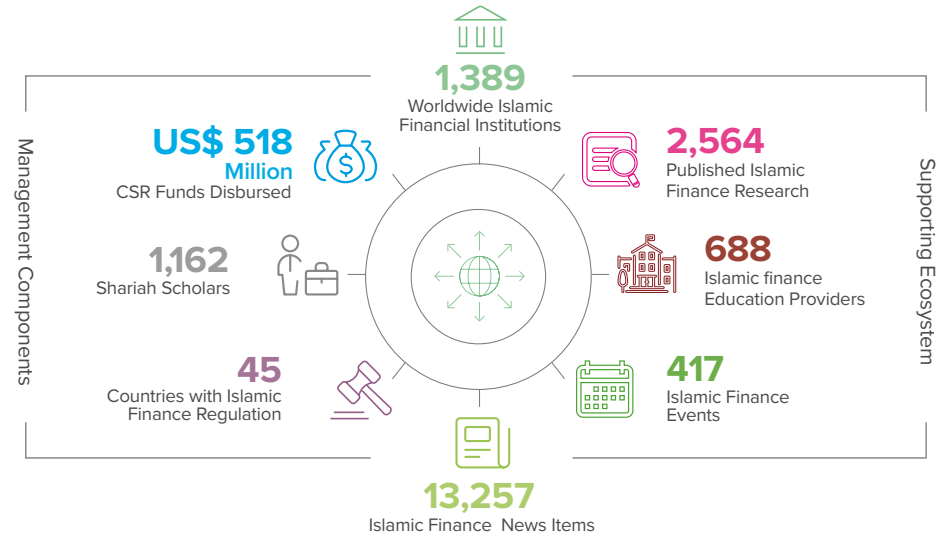 1,389
Worldwide Islamic
Financial Institutions
Management Components
US$ 518
Million
CSR Funds Disbursed
1,162
Shariah Scholars
45
Countries with Islamic
Finance Regulation
$
2,564
Published Islamic
Finance Research
688
Islamic finance
Education Providers
417
Islamic Finance
Events
Supporting Ecosystem
13,257
Islamic Finance News Items